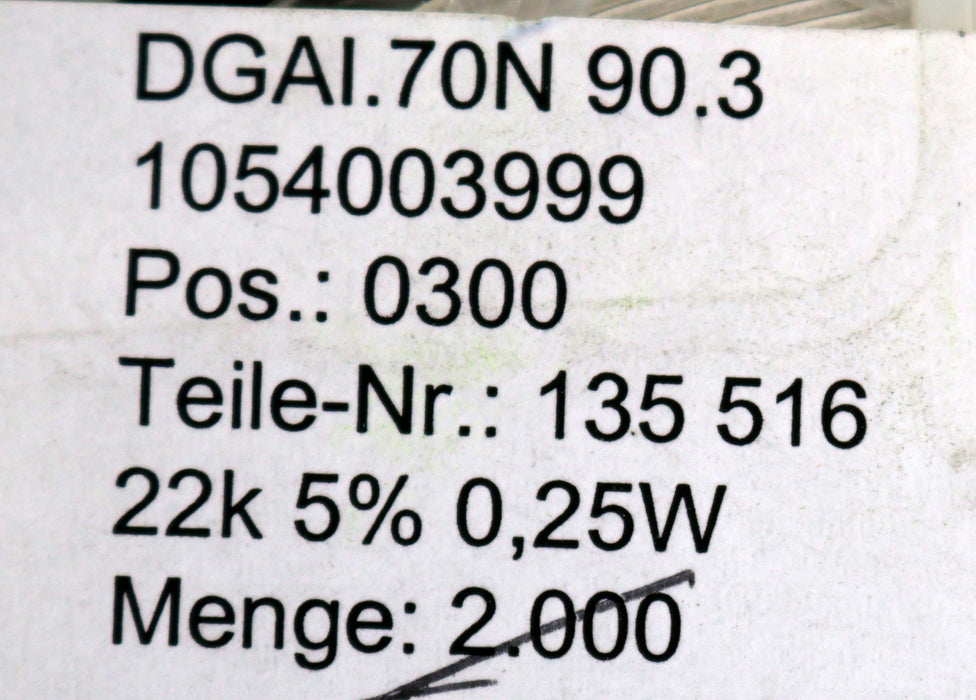 DGAI.70N 90.3
1054003999
Pos.: 0300
Teile-Nr.: 135 516
22k 5% 0,25W
Menge: 2.000